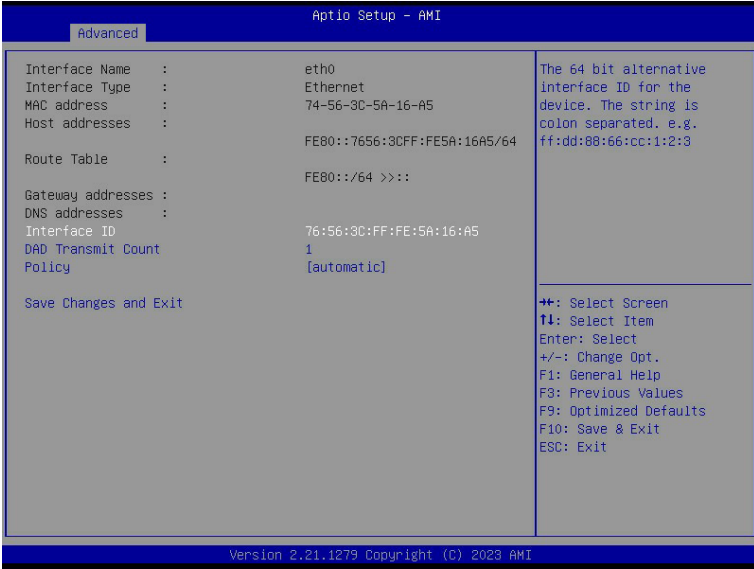 Aptio Setup – AMI
Advanced
Interface Name : eth0
Interface Type : Ethernet
MAC address : 74-56-3C-5A-16-A5
Host addresses :
FE80::7656:3CFF:FE5A:16A5/64
Route Table :
FE80::/64 >>::
Gateway addresses :
DNS addresses :
Interface ID 76:56:3C:FF:FE:5A:16:A5
DAD Transmit Count 1
Policy [automatic]
Save Changes and Exit
The 64 bit alternative
interface ID for the
device. The string is
colon separated. e.g.
ff:dd:88:66:cc:1:2:3
→←: Select Screen
↑↓: Select Item
Enter: Select
+/-: Change Opt.
F1: General Help
F3: Previous Values
F9: Optimized Defaults
F10: Save & Exit
ESC: Exit
Version 2.21.1279 Copyright (C) 2023 AMI